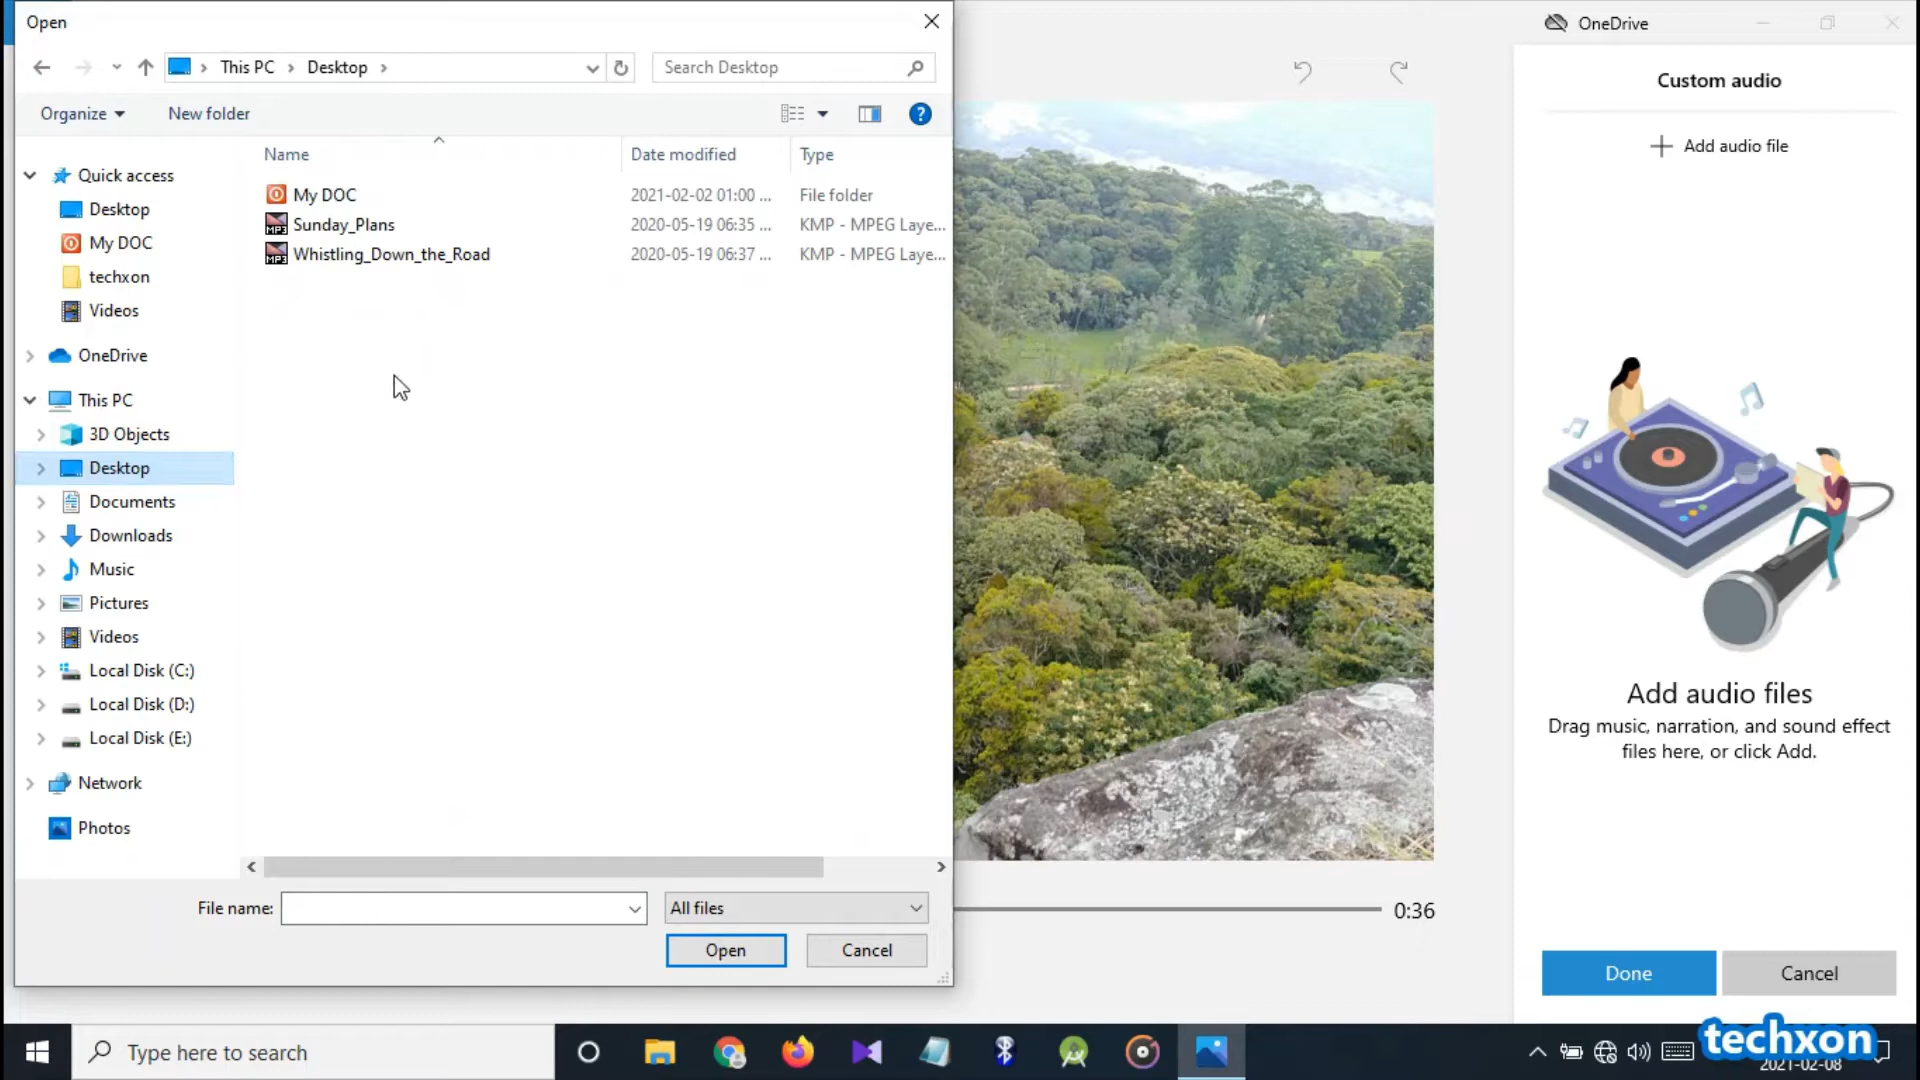 Open
OneDrive
This PC
Desktop
Search Desktop
Custom audio
Organize
New folder
?
Add audio file
Name
Date modified
Type
My DOC
2021-02-02 01:00 ...
File folder
MP3
Sunday_Plans
2020-05-19 06:35 ...
KMP - MPEG Laye...
MP3
Whistling_Down_the_Road
2020-05-19 06:37 ...
KMP - MPEG Laye...
Quick access
Desktop
My DOC
techxon
Videos
OneDrive
This PC
3D Objects
Desktop
Documents
Downloads
Music
Pictures
Videos
Local Disk (C:)
Local Disk (D:)
Local Disk (E:)
Network
Photos
Add audio files
Drag music, narration, and sound effect
files here, or click Add.
File name:
All files
0:36
Open
Cancel
Done
Cancel
Type here to search
techxon
2021-02-08